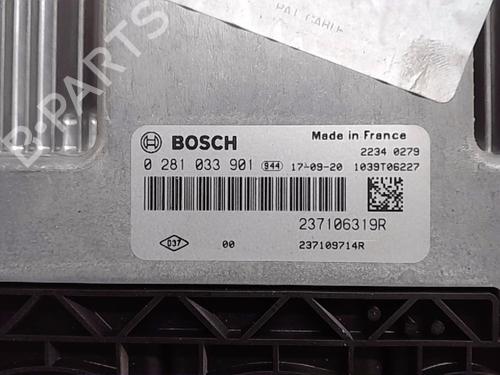 B-PARTS
BOSCH
Made in France
2234 0279
0 281 033 901 944 17-09-20 1039T06227
237106319R
D37 00 237109714R